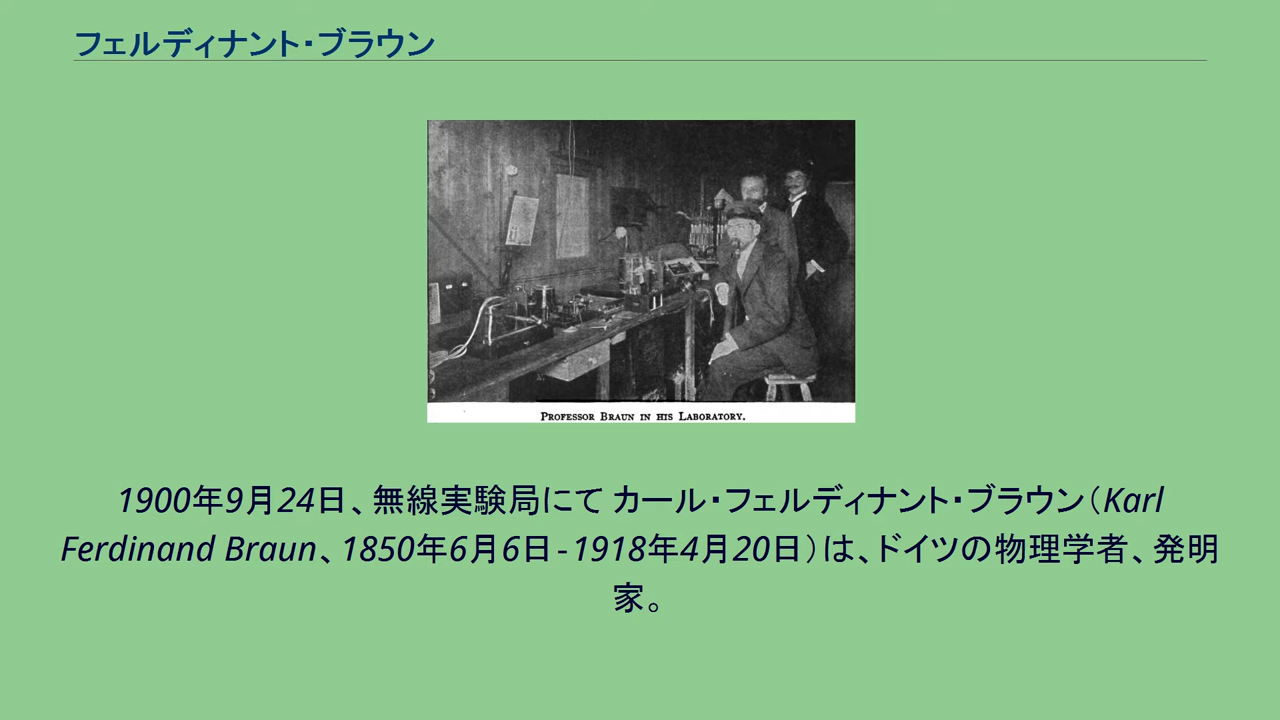 フェルディナント・ブラウン
PROFESSOR BRAUN IN HIS LABORATORY.
1900年9月24日、無線実験局にて カール・フェルディナント・ブラウン（Karl
Ferdinand Braun、1850年6月6日 - 1918年4月20日）は、ドイツの物理学者、発明
家。